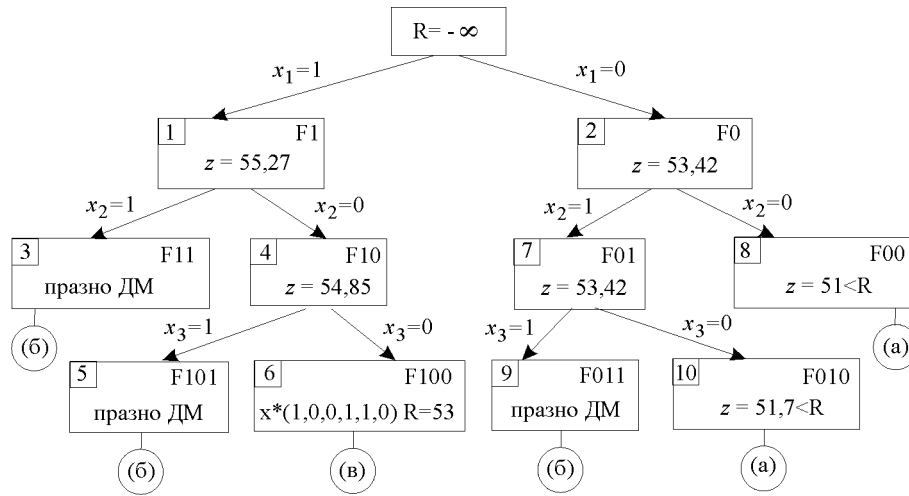 R= - ∞
x1=1
x1=0
1
F1
z = 55,27
2
F0
z = 53,42
x2=1
x2=0
x2=1
x2=0
3
F11
празно ДМ
4
F10
z = 54,85
7
F01
z = 53,42
8
F00
z = 51<R
(б)
x3=1
x3=0
x3=1
x3=0
(а)
5
F101
празно ДМ
6
F100
x*(1,0,0,1,1,0) R=53
9
F011
празно ДМ
10
F010
z = 51,7<R
(б)
(в)
(б)
(а)